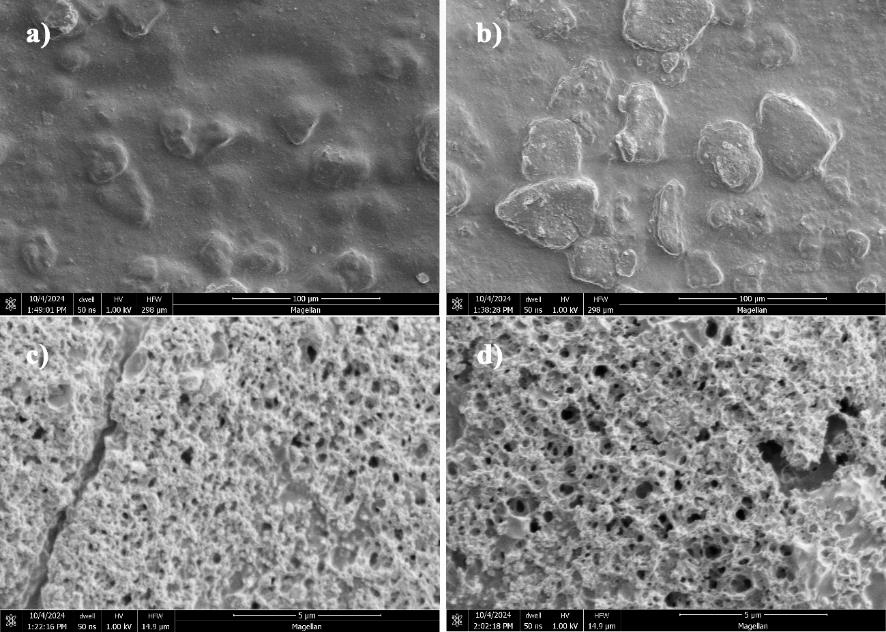 a)
10/4/2024 dwell HV HFW 100 µm
1:49:01 PM 50 ns 1.00 kV 298 µm Magellan
b)
10/4/2024 dwell HV HFW 100 µm
1:38:28 PM 50 ns 1.00 kV 298 µm Magellan
c)
10/4/2024 dwell HV HFW 5 µm
1:22:16 PM 50 ns 1.00 kV 14.9 µm Magellan
d)
10/4/2024 dwell HV HFW 5 µm
2:02:18 PM 50 ns 1.00 kV 14.9 µm Magellan